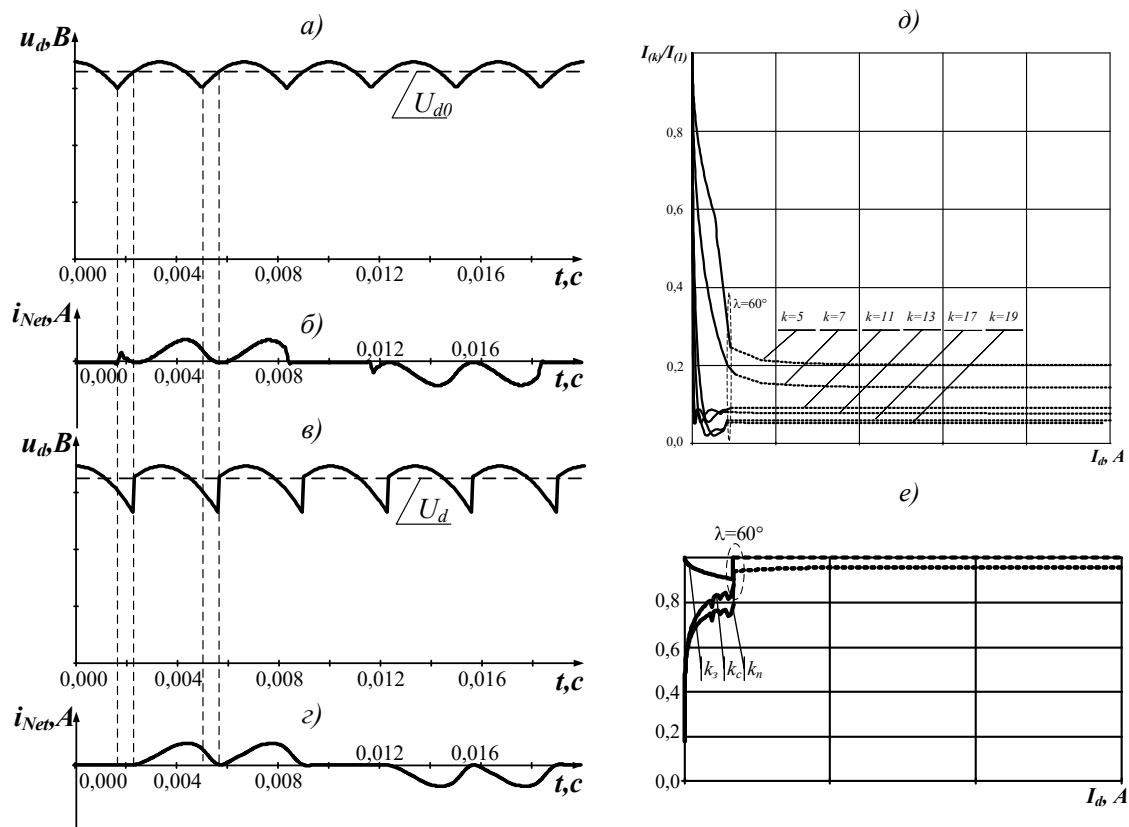 а)
u_d,В
U_d0
0,000 0,004 0,008 0,012 0,016 t,с
б)
i_Net,А
0,000 0,004 0,008 0,012 0,016 t,с
в)
u_d,В
U_d
0,000 0,004 0,008 0,012 0,016 t,с
г)
i_Net,А
0,000 0,004 0,008 0,012 0,016 t,с
д)
I_(k)/I_(1)
0,8
0,6
0,4
0,2
0,0
λ=60°
k=5 k=7 k=11 k=13 k=17 k=19
I_d, А
е)
λ=60°
0,8
0,6
0,4
0,2
0,0
k_з k_с k_п
I_d, А